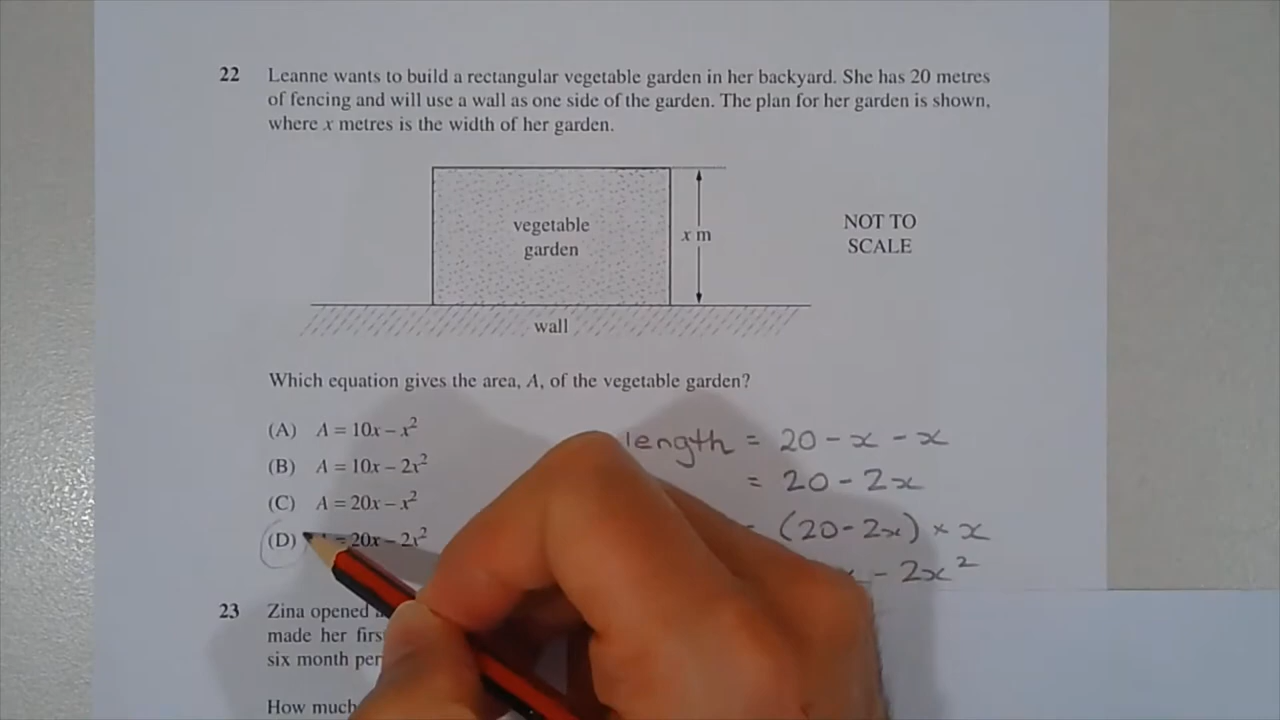 22 Leanne wants to build a rectangular vegetable garden in her backyard. She has 20 metres
of fencing and will use a wall as one side of the garden. The plan for her garden is shown,
where x metres is the width of her garden.
vegetable
garden
x m
NOT TO
SCALE
wall
Which equation gives the area, A, of the vegetable garden?
(A) A = 10x – x²
(B) A = 10x – 2x²
(C) A = 20x – x²
(D) = 20x – 2x²
length = 20 - x - x
= 20 - 2x
(20 - 2x) × x
- 2x²
23 Zina opened
made her
six month
How much